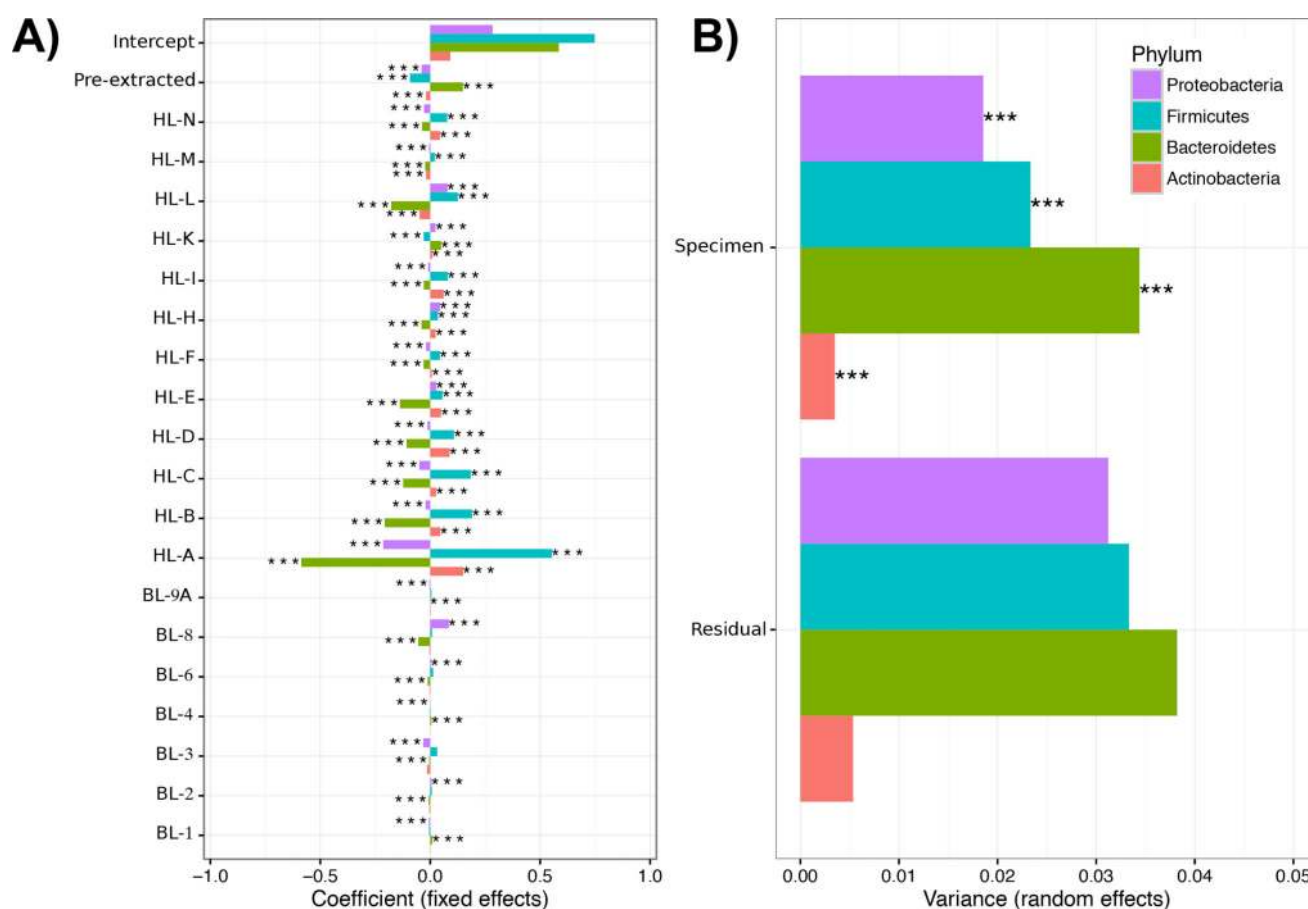 A)
Intercept
* * *
* * *
Pre-extracted
* * *
* * *
* * *
HL-N
* * *
* * *
* * *
* * *
HL-M
* * *
* * *
* * *
* * *
HL-L
* * *
* * *
* * *
* * *
HL-K
* * *
* * *
* * *
* * *
HL-I
* * *
* * *
* * *
* * *
HL-H
* * *
* * *
* * *
* * *
HL-F
* * *
* * *
* * *
* * *
HL-E
* * *
* * *
* * *
* * *
HL-D
* * *
* * *
* * *
* * *
HL-C
* * *
* * *
* * *
* * *
HL-B
* * *
* * *
* * *
* * *
HL-A
* * *
* * *
* * *
BL-9A
* * *
* * *
BL-8
* * *
* * *
BL-6
* * *
* * *
BL-4
* * *
* * *
BL-3
* * *
* * *
BL-2
* * *
* * *
BL-1
* * *
−1.0 −0.5 0.0 0.5 1.0
Coefficient (fixed effects)
B)
Phylum
Proteobacteria
Firmicutes
Bacteroidetes
Actinobacteria
***
***
Specimen
***
***
Residual
0.00 0.01 0.02 0.03 0.04 0.05
Variance (random effects)